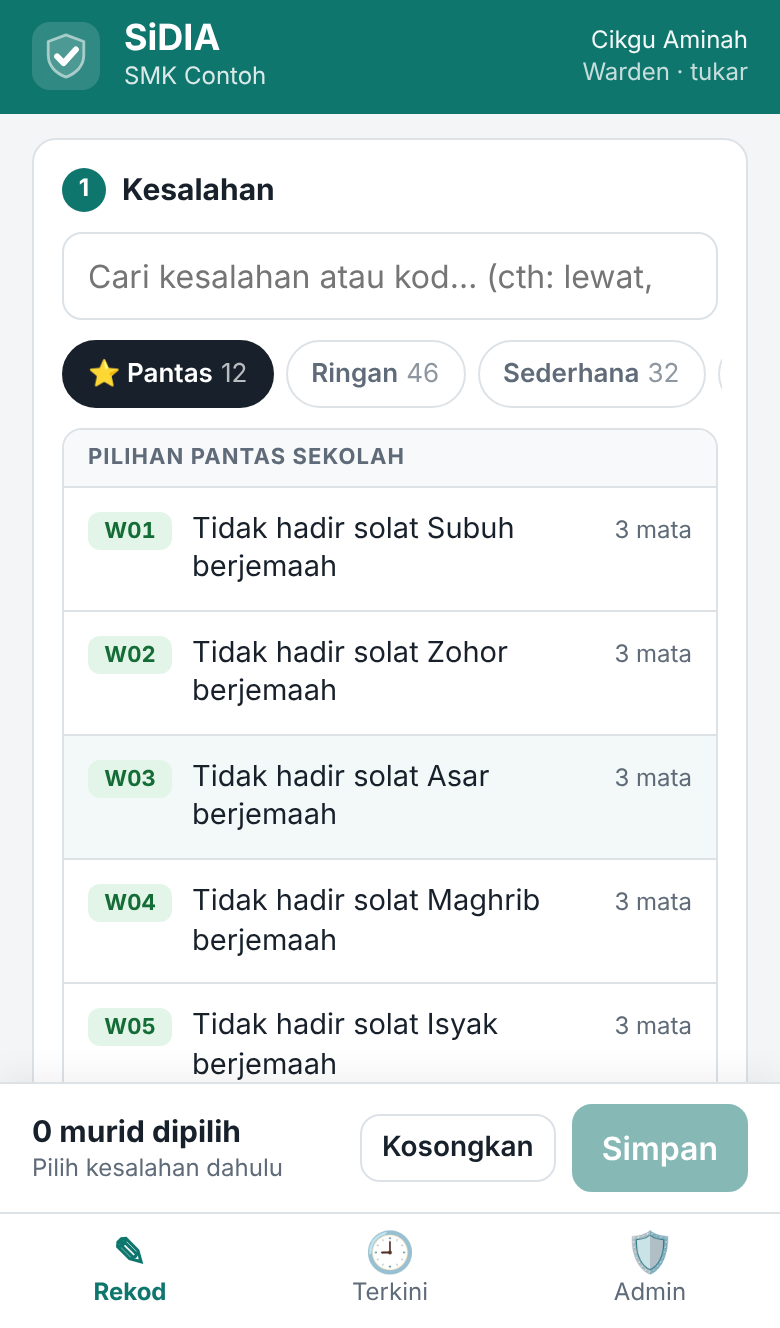 SiDIA
SMK Contoh
Cikgu Aminah
Warden · tukar
1 Kesalahan
Cari kesalahan atau kod... (cth: lewat,
⭐ Pantas 12
Ringan 46
Sederhana 32
PILIHAN PANTAS SEKOLAH
W01 Tidak hadir solat Subuh 3 mata
berjemaah
W02 Tidak hadir solat Zohor 3 mata
berjemaah
W03 Tidak hadir solat Asar 3 mata
berjemaah
W04 Tidak hadir solat Maghrib 3 mata
berjemaah
W05 Tidak hadir solat Isyak 3 mata
berjemaah
0 murid dipilih
Pilih kesalahan dahulu
Kosongkan
Simpan
Rekod
Terkini
Admin